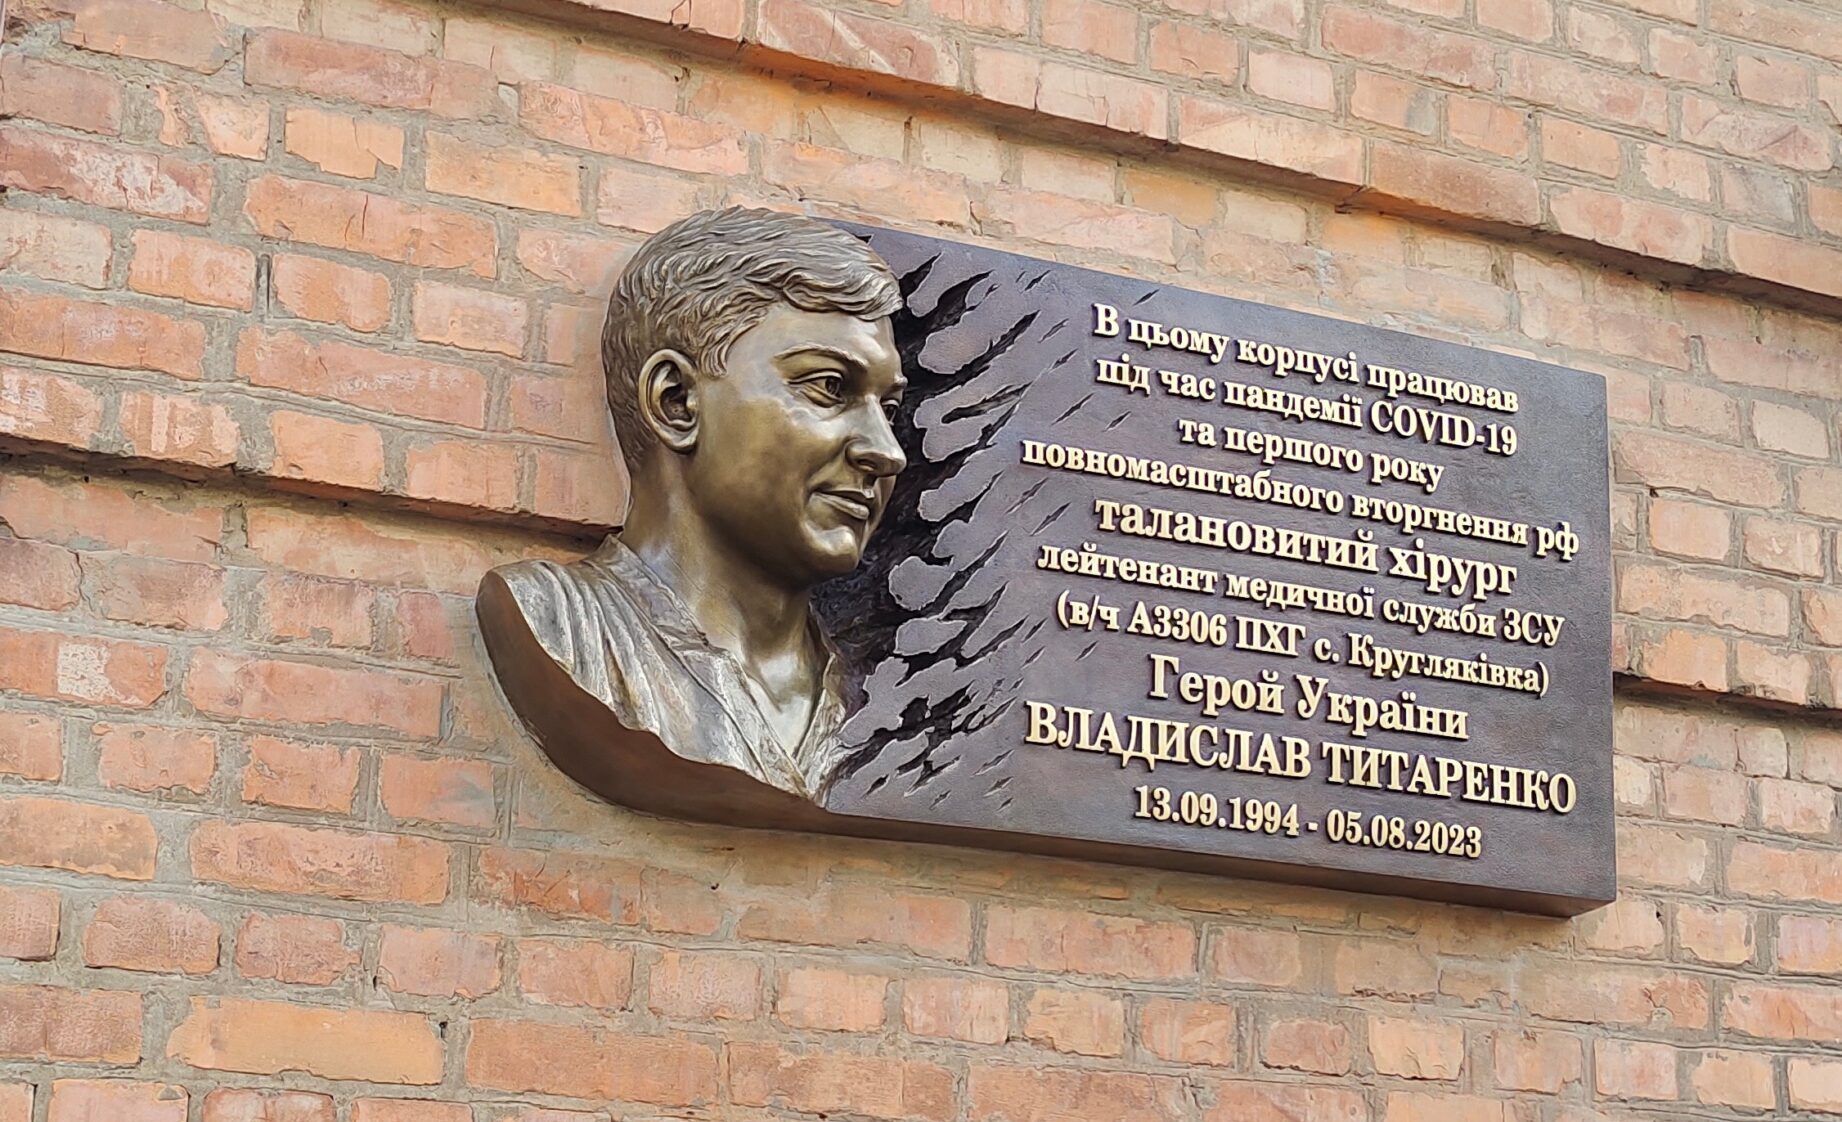 В цьому корпусі працював
під час пандемії COVID-19
та першого року
повномасштабного вторгнення рф
талановитий хірург
лейтенант медичної служби ЗСУ
(в/ч А3306 ПХГ с. Кругляківка)
Герой України
ВЛАДИСЛАВ ТИТАРЕНКО
13.09.1994 - 05.08.2023